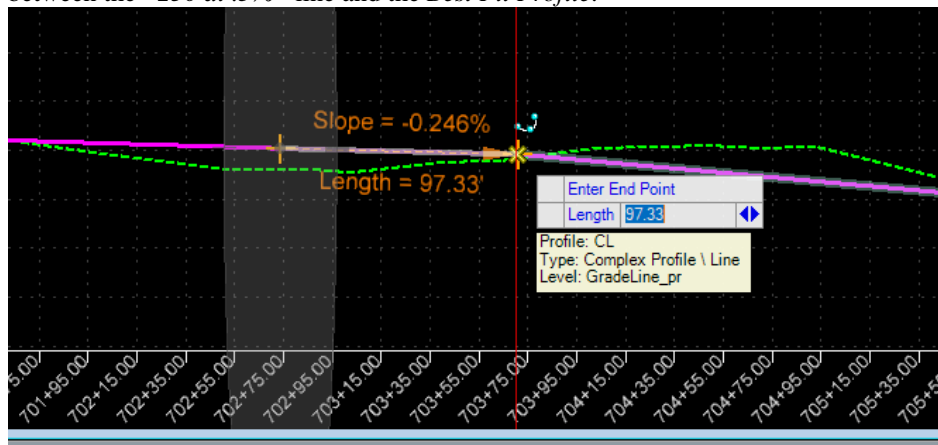 Slope = -0.246%
Length = 97.33'
Enter End Point
Length 97.33
Profile: CL
Type: Complex Profile \ Line
Level: GradeLine_pr
5.00
701+95.00
702+15.00
702+35.00
702+55.00
702+75.00
702+95.00
703+15.00
703+35.00
703+55.00
703+75.00
703+95.00
704+15.00
704+35.00
704+55.00
704+75.00
704+95.00
705+15.00
705+35.00